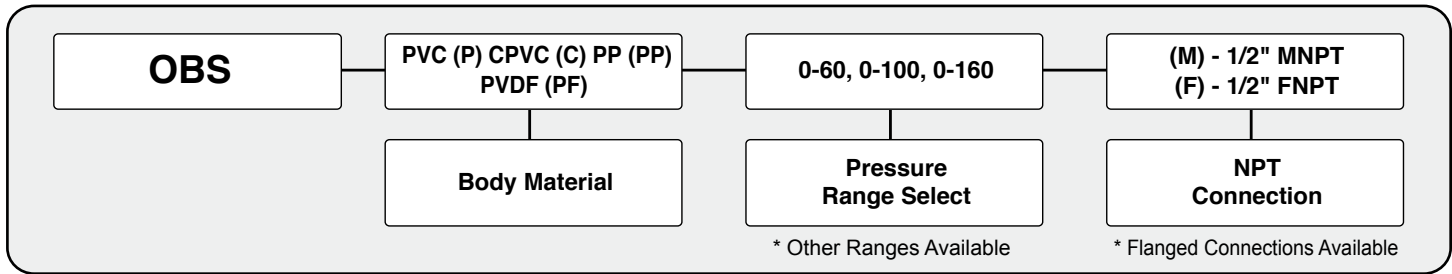 OBS
PVC (P) CPVC (C) PP (PP)
PVDF (PF)
0-60, 0-100, 0-160
(M) - 1/2" MNPT
(F) - 1/2" FNPT
Body Material
Pressure
Range Select
NPT
Connection
* Other Ranges Available
* Flanged Connections Available